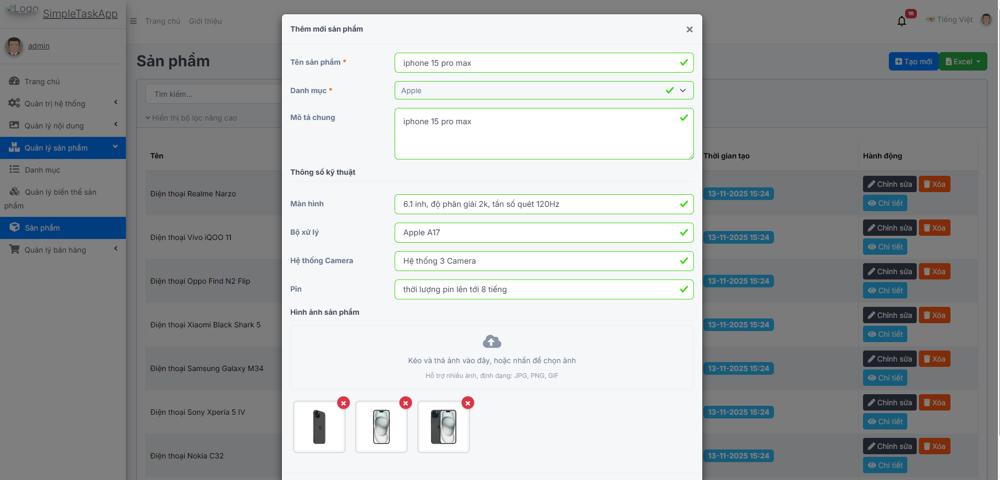 Logo
SimpleTaskApp
Trang chủ
Giới thiệu
16
Tiếng Việt
admin
Trang chủ
Quản trị hệ thống
Quản lý nội dung
Quản lý sản phẩm
Danh mục
Quản lý biến thể sản
phẩm
Sản phẩm
Quản lý bán hàng
Sản phẩm
Tạo mới
Excel
Tìm kiếm...
Hiển thị bộ lọc nâng cao
Tên
Thời gian tạo
Hành động
Điện thoại Realme Narzo
13-11-2025 15:24
Chỉnh sửa
Xóa
Chi tiết
Điện thoại Vivo iQOO 11
13-11-2025 15:24
Chỉnh sửa
Xóa
Chi tiết
Điện thoại Oppo Find N2 Flip
13-11-2025 15:24
Chỉnh sửa
Xóa
Chi tiết
Điện thoại Xiaomi Black Shark 5
13-11-2025 15:24
Chỉnh sửa
Xóa
Chi tiết
Điện thoại Samsung Galaxy M34
13-11-2025 15:24
Chỉnh sửa
Xóa
Chi tiết
Điện thoại Sony Xperia 5 IV
13-11-2025 15:24
Chỉnh sửa
Xóa
Chi tiết
Điện thoại Nokia C32
13-11-2025 15:24
Chỉnh sửa
Xóa
Chi tiết
Thêm mới sản phẩm
Tên sản phẩm *
iphone 15 pro max
Danh mục *
Apple
Mô tả chung
iphone 15 pro max
Thông số kỹ thuật
Màn hình
6.1 inh, độ phân giải 2k, tần số quét 120Hz
Bộ xử lý
Apple A17
Hệ thống Camera
Hệ thống 3 Camera
Pin
thời lượng pin lên tới 8 tiếng
Hình ảnh sản phẩm
Kéo và thả ảnh vào đây, hoặc nhấn để chọn ảnh
Hỗ trợ nhiều ảnh, định dạng: JPG, PNG, GIF